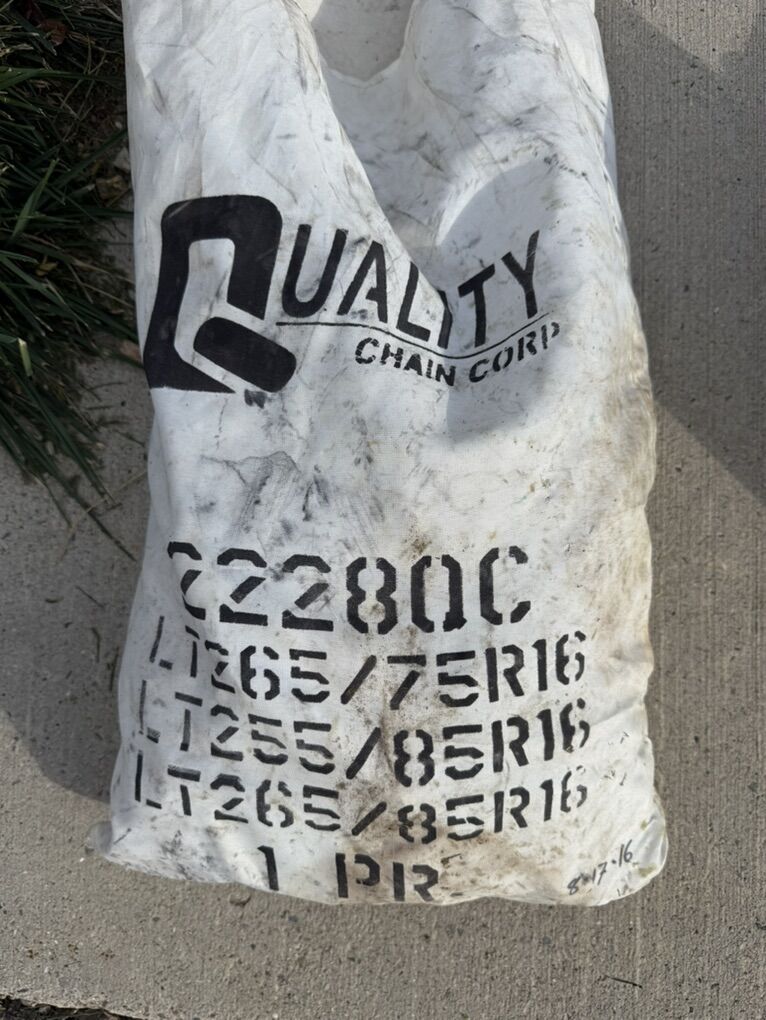 QUALITY
CHAIN CORP
2228QC
LT265/75R16
LT255/85R16
LT265/85R16
1 PR
8·17·16